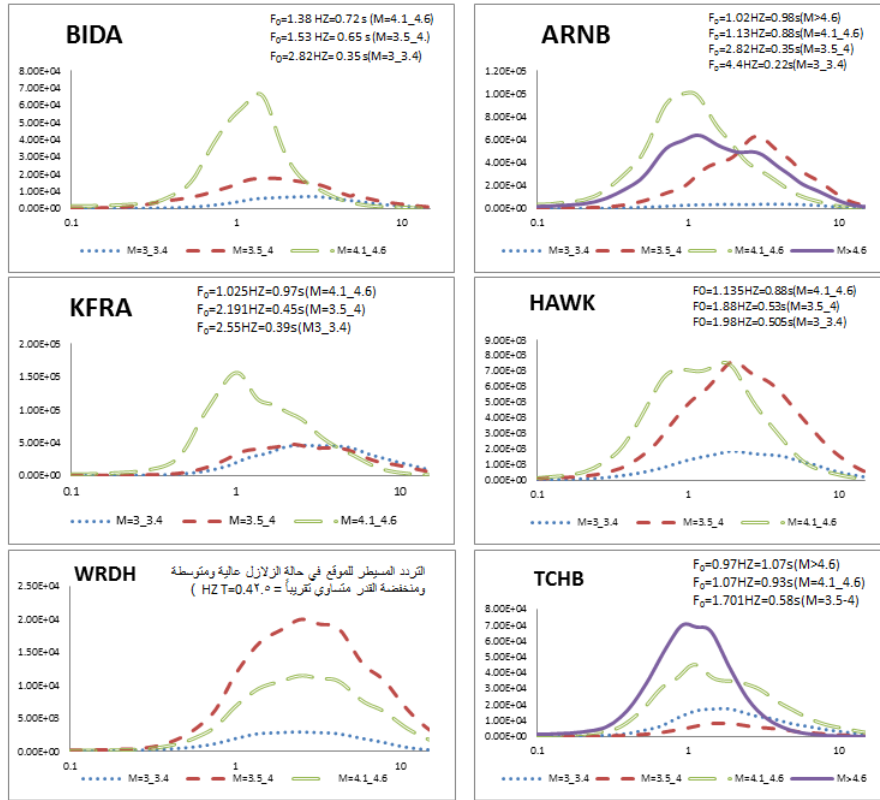 BIDA
F₀=1.38 HZ=0.72 s (M=4.1_4.6)
F₀=1.53 HZ= 0.65 s (M=3.5_4.)
F₀=2.82HZ= 0.35 s (M=3_3.4)
8.00E+04
7.00E+04
6.00E+04
5.00E+04
4.00E+04
3.00E+04
2.00E+04
1.00E+04
0.00E+00
0.1 1 10
M=3_3.4 M=3.5_4 M=4.1_4.6
ARNB
F₀=1.02HZ=0.98s(M>4.6)
F₀=1.13HZ=0.88s(M=4.1_4.6)
F₀=2.82HZ=0.35s(M=3.5_4)
F₀=4.4HZ=0.22s(M=3_3.4)
1.20E+05
1.00E+05
8.00E+04
6.00E+04
4.00E+04
2.00E+04
0.00E+00
0.1 1 10
M=3_3.4 M=3.5_4 M=4.1_4.6 M>4.6
KFRA
F₀=1.025HZ=0.97s(M=4.1_4.6)
F₀=2.191HZ=0.45s(M=3.5_4)
F₀=2.55HZ=0.39s(M3_3.4)
2.00E+05
1.50E+05
1.00E+05
5.00E+04
0.00E+00
0.1 1 10
M=3_3.4 M=3.5_4 M=4.1_4.6
HAWK
F0=1.135HZ=0.88s(M=4.1_4.6)
F0=1.88HZ=0.53s(M=3.5_4)
F0=1.98HZ=0.505s(M=3_3.4)
9.00E+03
8.00E+03
7.00E+03
6.00E+03
5.00E+03
4.00E+03
3.00E+03
2.00E+03
1.00E+03
0.00E+00
0.1 1 10
M=3_3.4 M=3.5_4 M=4.1_4.6
WRDH
التردد المسيطر للموقع في حالة الزلازل عالية ومتوسطة
ومنخفضة القدر متساوي تقريباً = ٢.٥ HZ T=0.4 )
2.50E+04
2.00E+04
1.50E+04
1.00E+04
5.00E+03
0.00E+00
0.1 1 10
M=3_3.4 M=3.5_4 M=4.1_4.6
TCHB
F₀=0.97HZ=1.07s(M>4.6)
F₀=1.07HZ=0.93s(M=4.1_4.6)
F₀=1.701HZ=0.58s(M=3.5-4)
8.00E+04
7.00E+04
6.00E+04
5.00E+04
4.00E+04
3.00E+04
2.00E+04
1.00E+04
0.00E+00
0.1 1 10
M=3_3.4 M=3.5_4 M=4.1_4.6 M>4.6